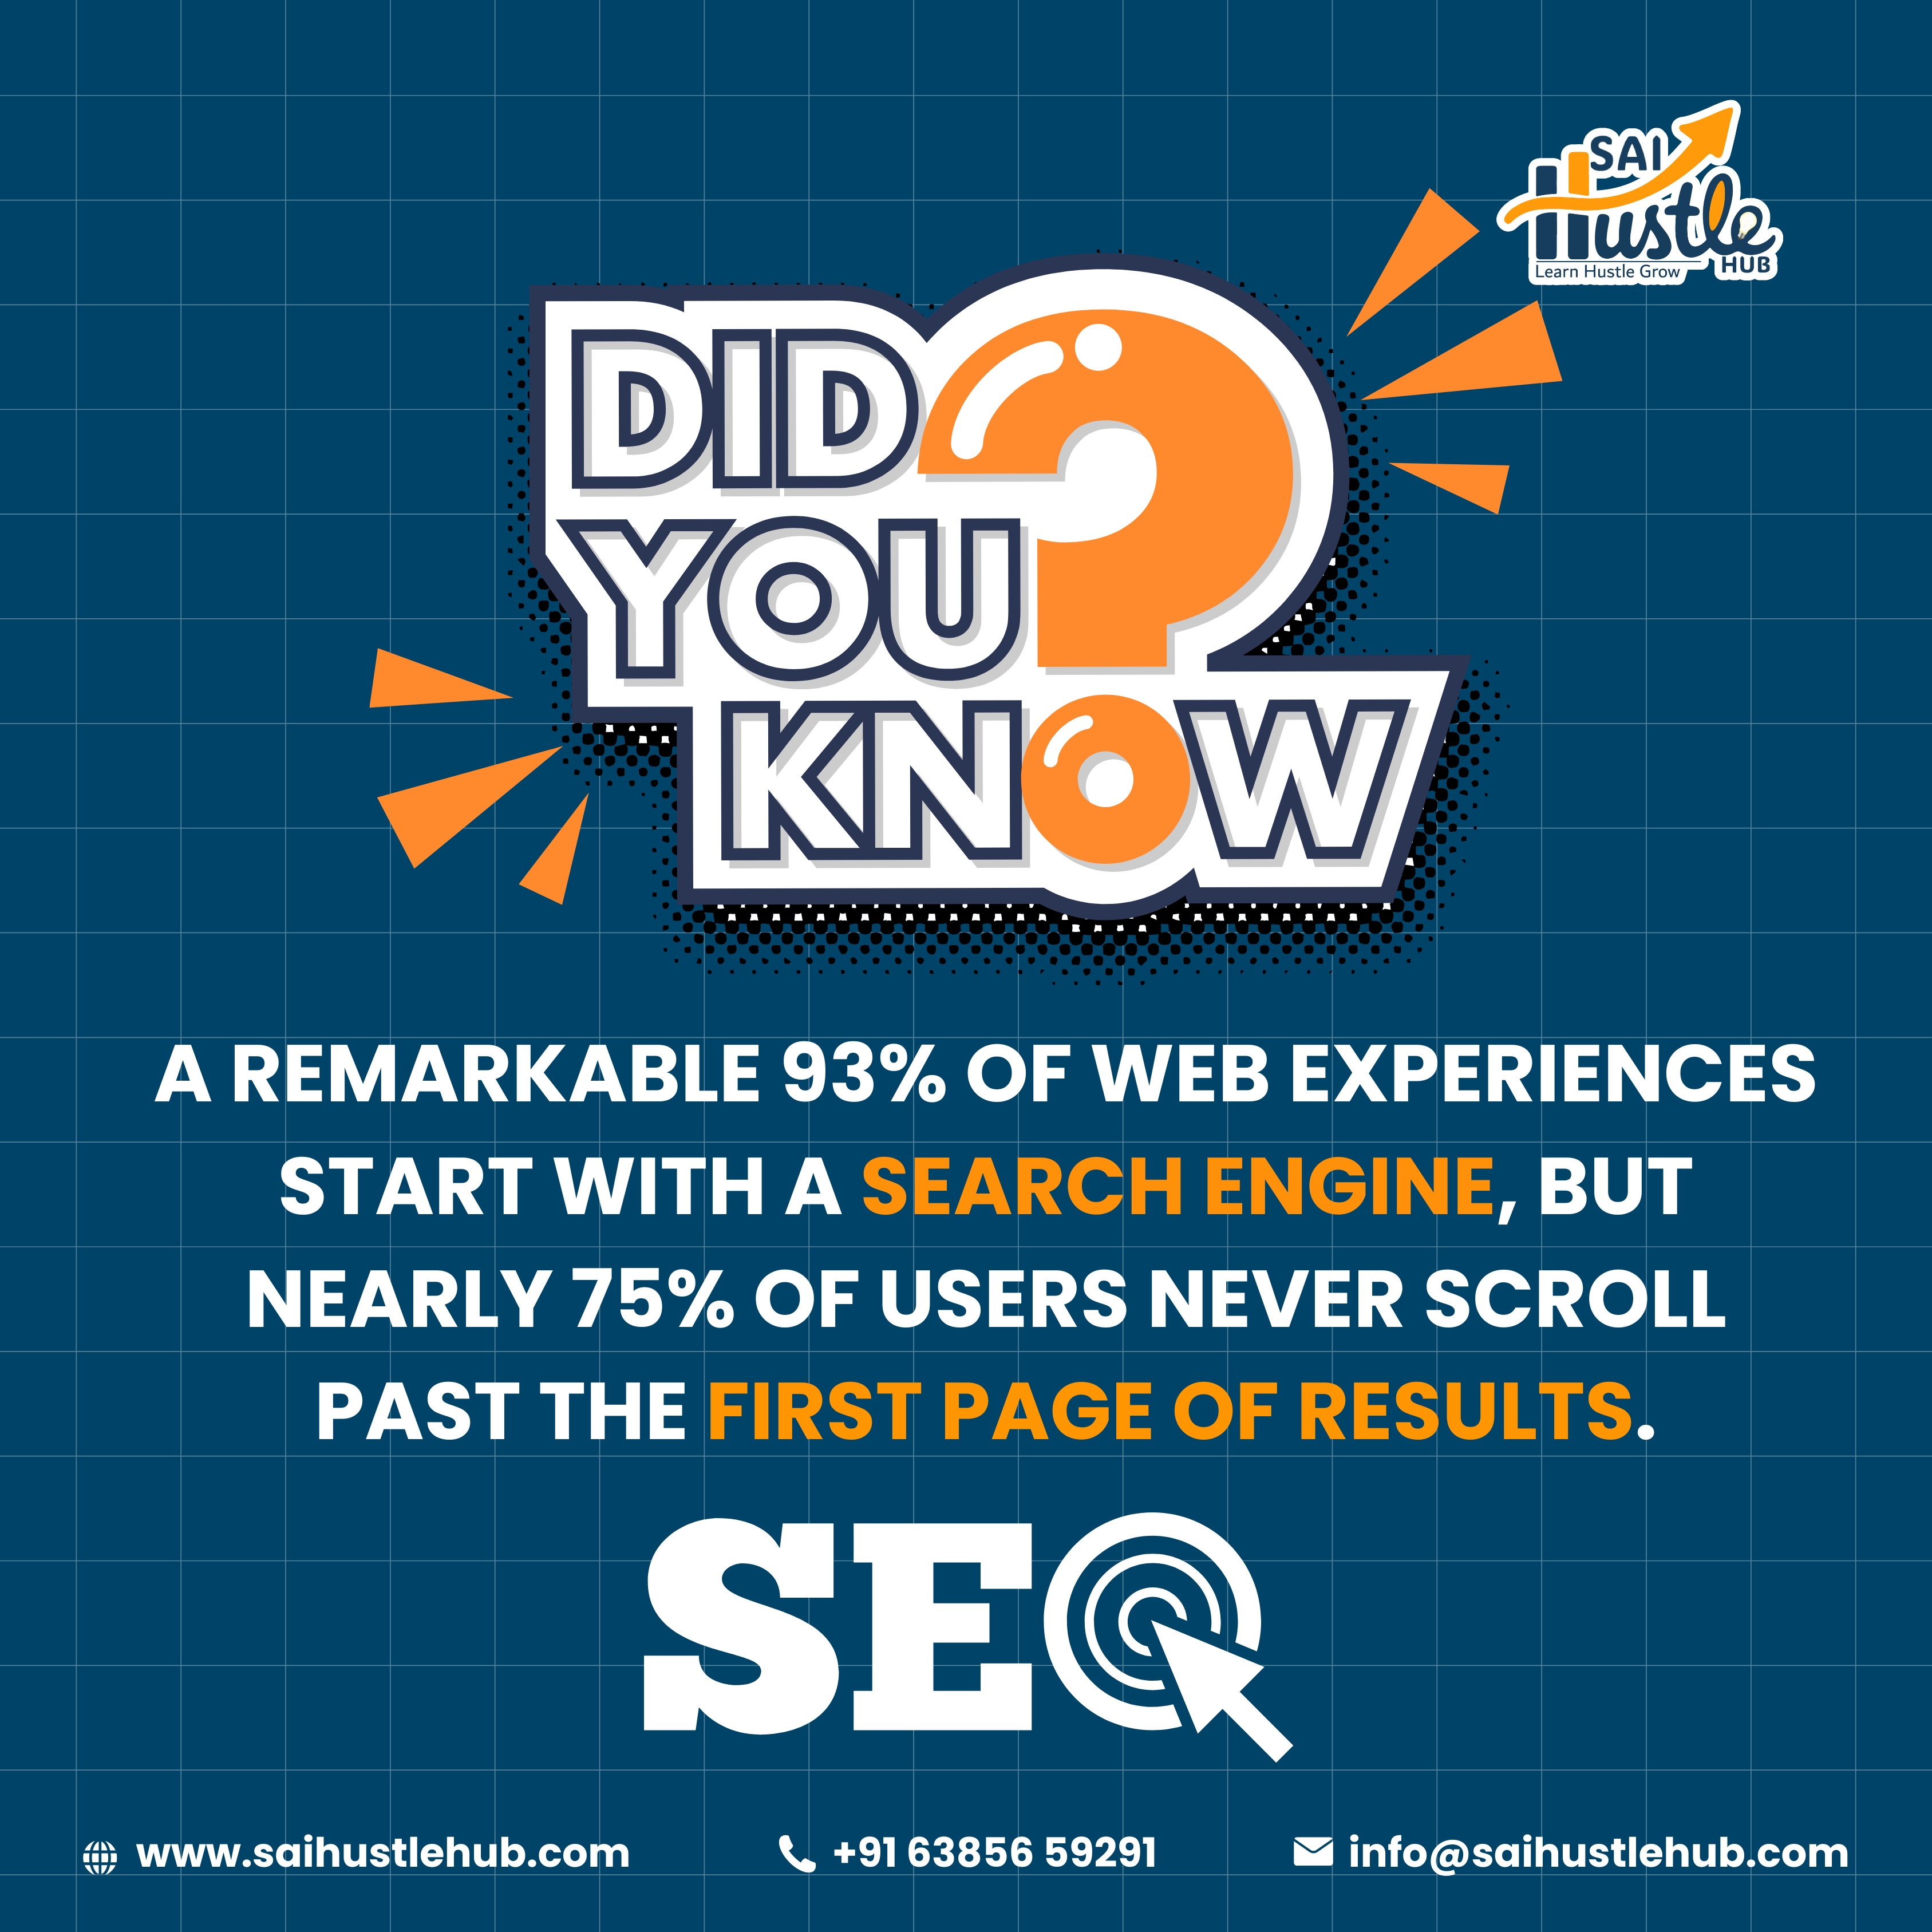 SAI
Hustle
HUB
Learn Hustle Grow
DID
YOU
KNOW
?
A REMARKABLE 93% OF WEB EXPERIENCES
START WITH A SEARCH ENGINE, BUT
NEARLY 75% OF USERS NEVER SCROLL
PAST THE FIRST PAGE OF RESULTS.
SEO
www.saihustlehub.com
+91 63856 59291
info@saihustlehub.com